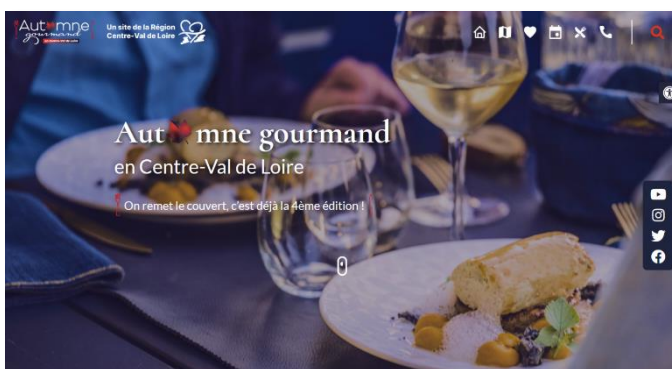 Automne
gourmand
Un site de la Région
Centre-Val de Loire
Automne gourmand
en Centre-Val de Loire
On remet le couvert, c'est déjà la 4ème édition !